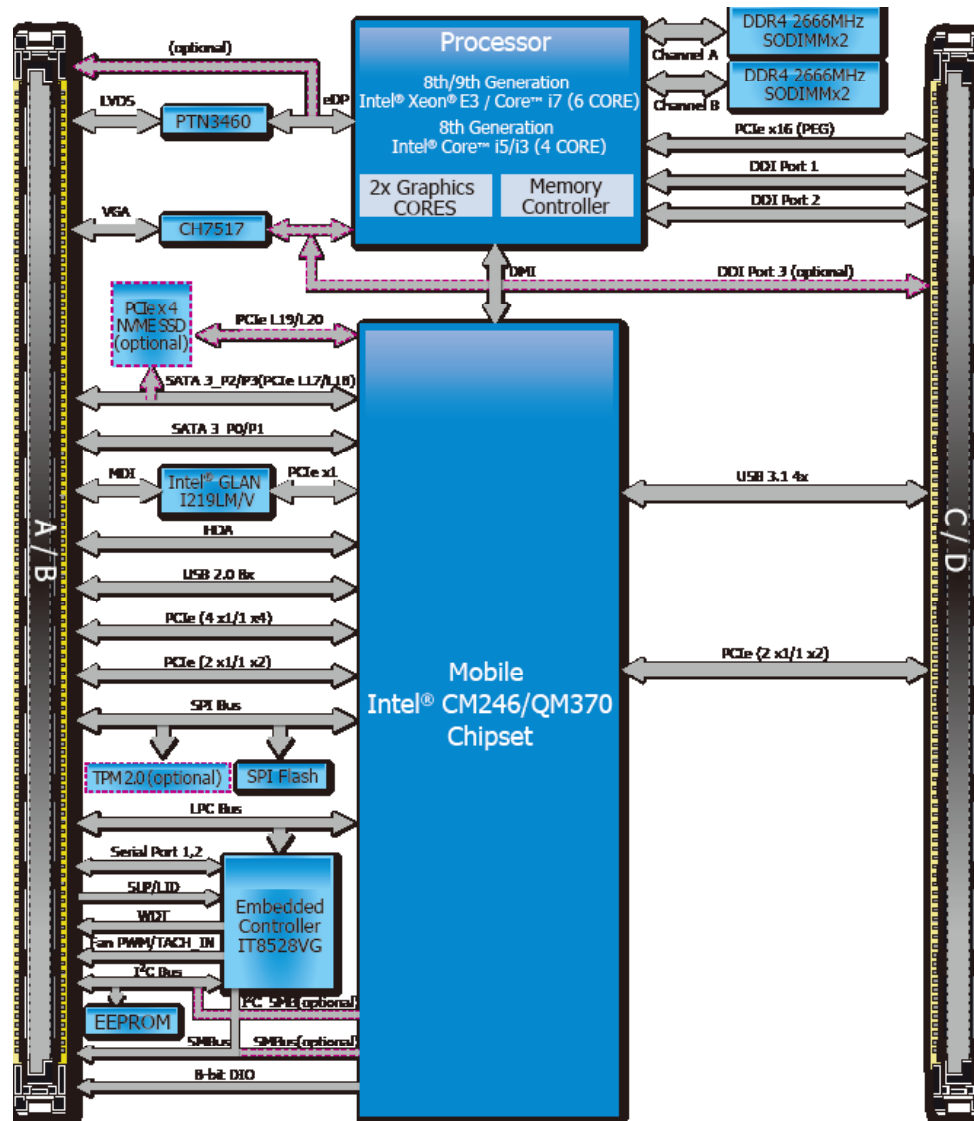 (optional)
Processor
8th/9th Generation
Intel® Xeon® E3 / Core™ i7 (6 CORE)
8th Generation
Intel® Core™ i5/i3 (4 CORE)
2x Graphics
CORES
Memory
Controller
DDR4 2666MHz
SODIMMx2
Channel A
DDR4 2666MHz
SODIMMx2
Channel B
LVDS
PTN3460
eDP
PCIe x16 (PEG)
DDI Port 1
DDI Port 2
VGA
CH7517
DMI
DDI Port 3 (optional)
PCIe x 4
NVME SSD
(optional)
PCIe L19/L20
SATA 3_P2/P3(PCIe L17/L18)
SATA 3_P0/P1
MDI
Intel® GLAN
I219LM/V
PCIe x1
USB 3.1 4x
A / B
C / D
HDA
USB 2.0 8x
PCIe (4 x1/1 x4)
PCIe (2 x1/1 x2)
PCIe (2 x1/1 x2)
Mobile
Intel® CM246/QM370
Chipset
SPI Bus
TPM 2.0 (optional)
SPI Flash
LPC Bus
Serial Port 1,2
SLP/LID
WDT
Fan PWM/TACH_IN
I²C Bus
Embedded
Controller
IT8528VG
I²C_SMB(optional)
EEPROM
SMBus
SMBus(optional)
8-bit DIO